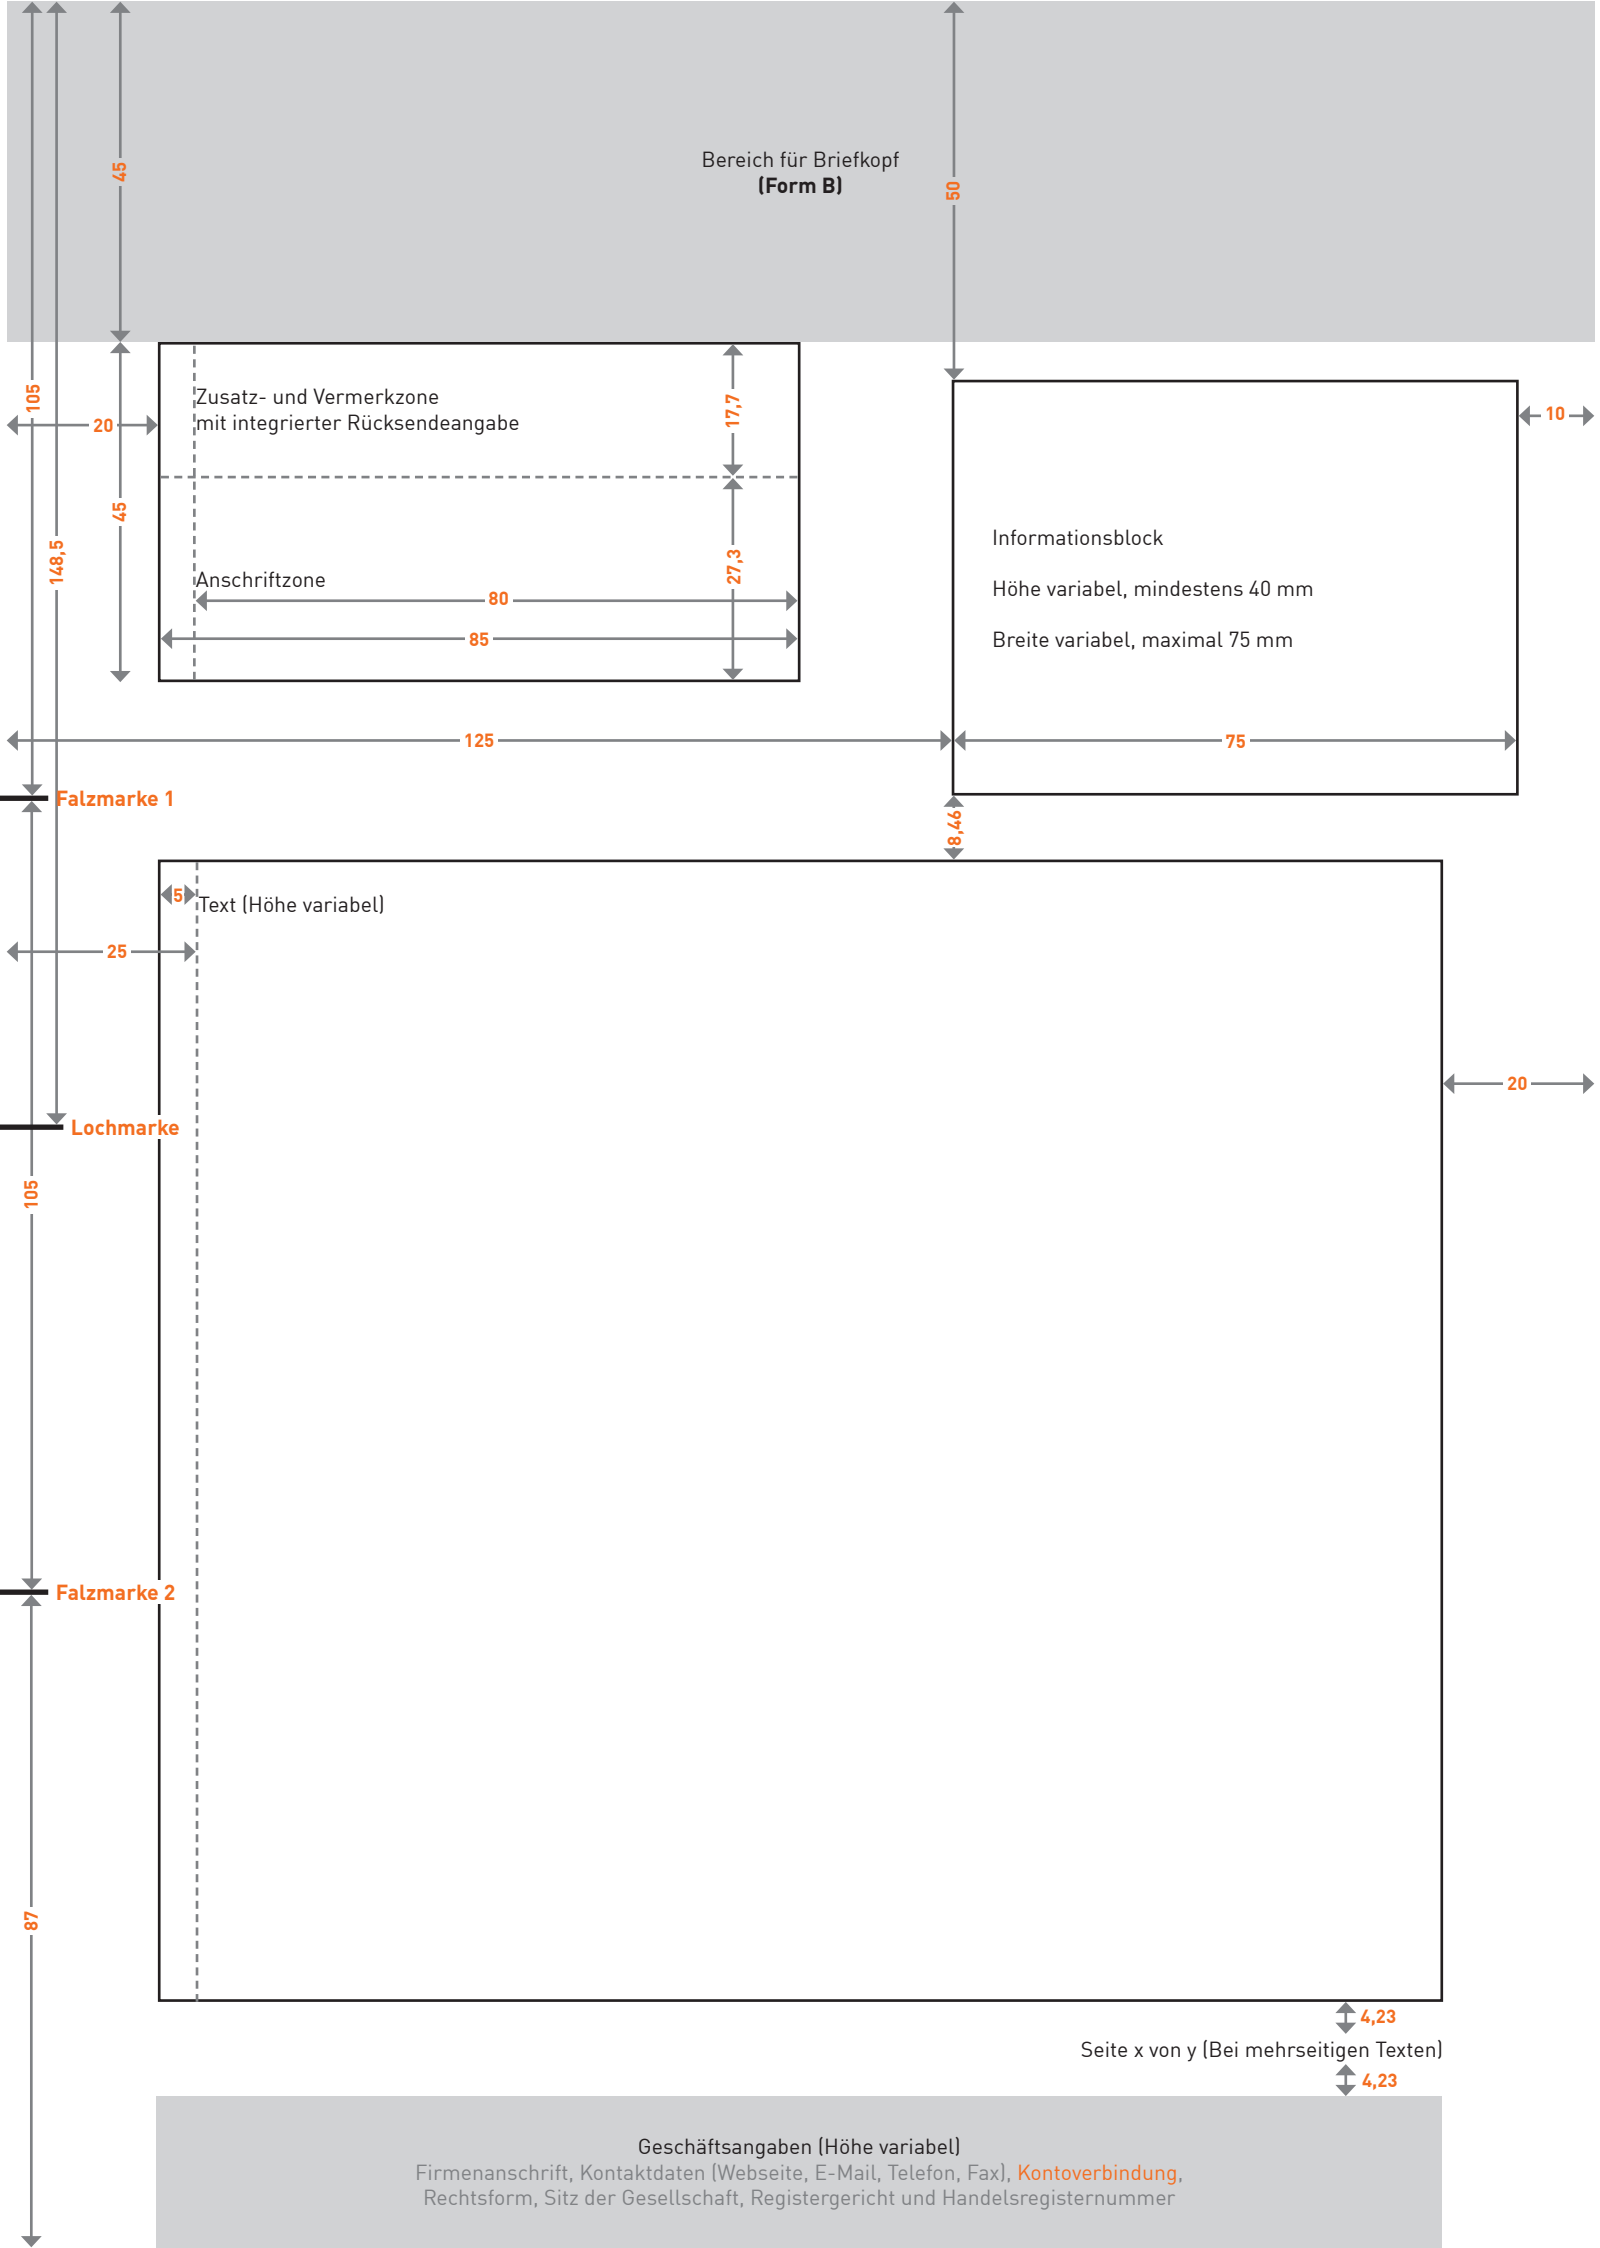 45
Bereich für Briefkopf
(Form B)
50
105
Zusatz- und Vermerkzone
mit integrierter Rücksendeangabe
17,7
10
20
45
148,5
27,3
Informationsblock
Anschriftzone
Höhe variabel, mindestens 40 mm
80
85
Breite variabel, maximal 75 mm
125
75
Falzmarke 1
8,46
5
Text (Höhe variabel)
25
20
Lochmarke
105
Falzmarke 2
87
4,23
Seite x von y (Bei mehrseitigen Texten)
4,23
Geschäftsangaben (Höhe variabel)
Firmenanschrift, Kontaktdaten (Webseite, E-Mail, Telefon, Fax), Kontoverbindung,
Rechtsform, Sitz der Gesellschaft, Registergericht und Handelsregisternummer